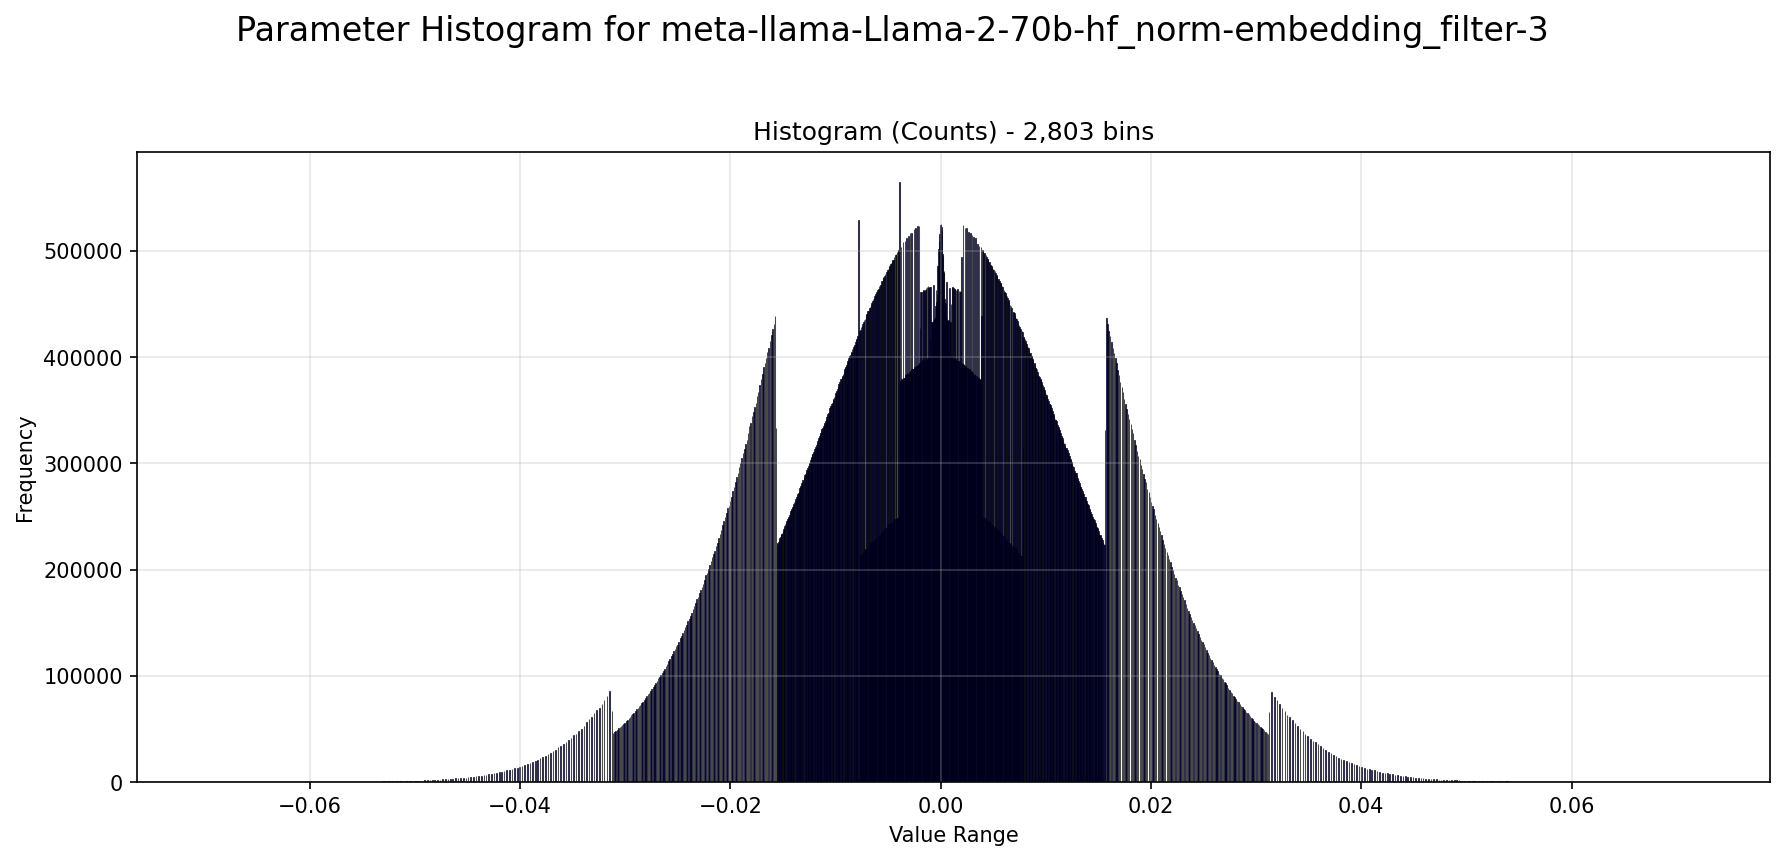 Parameter Histogram for meta-llama-Llama-2-70b-hf_norm-embedding_filter-3
Histogram (Counts) - 2,803 bins
500000
400000
300000
200000
100000
0
Frequency
−0.06 −0.04 −0.02 0.00 0.02 0.04 0.06
Value Range